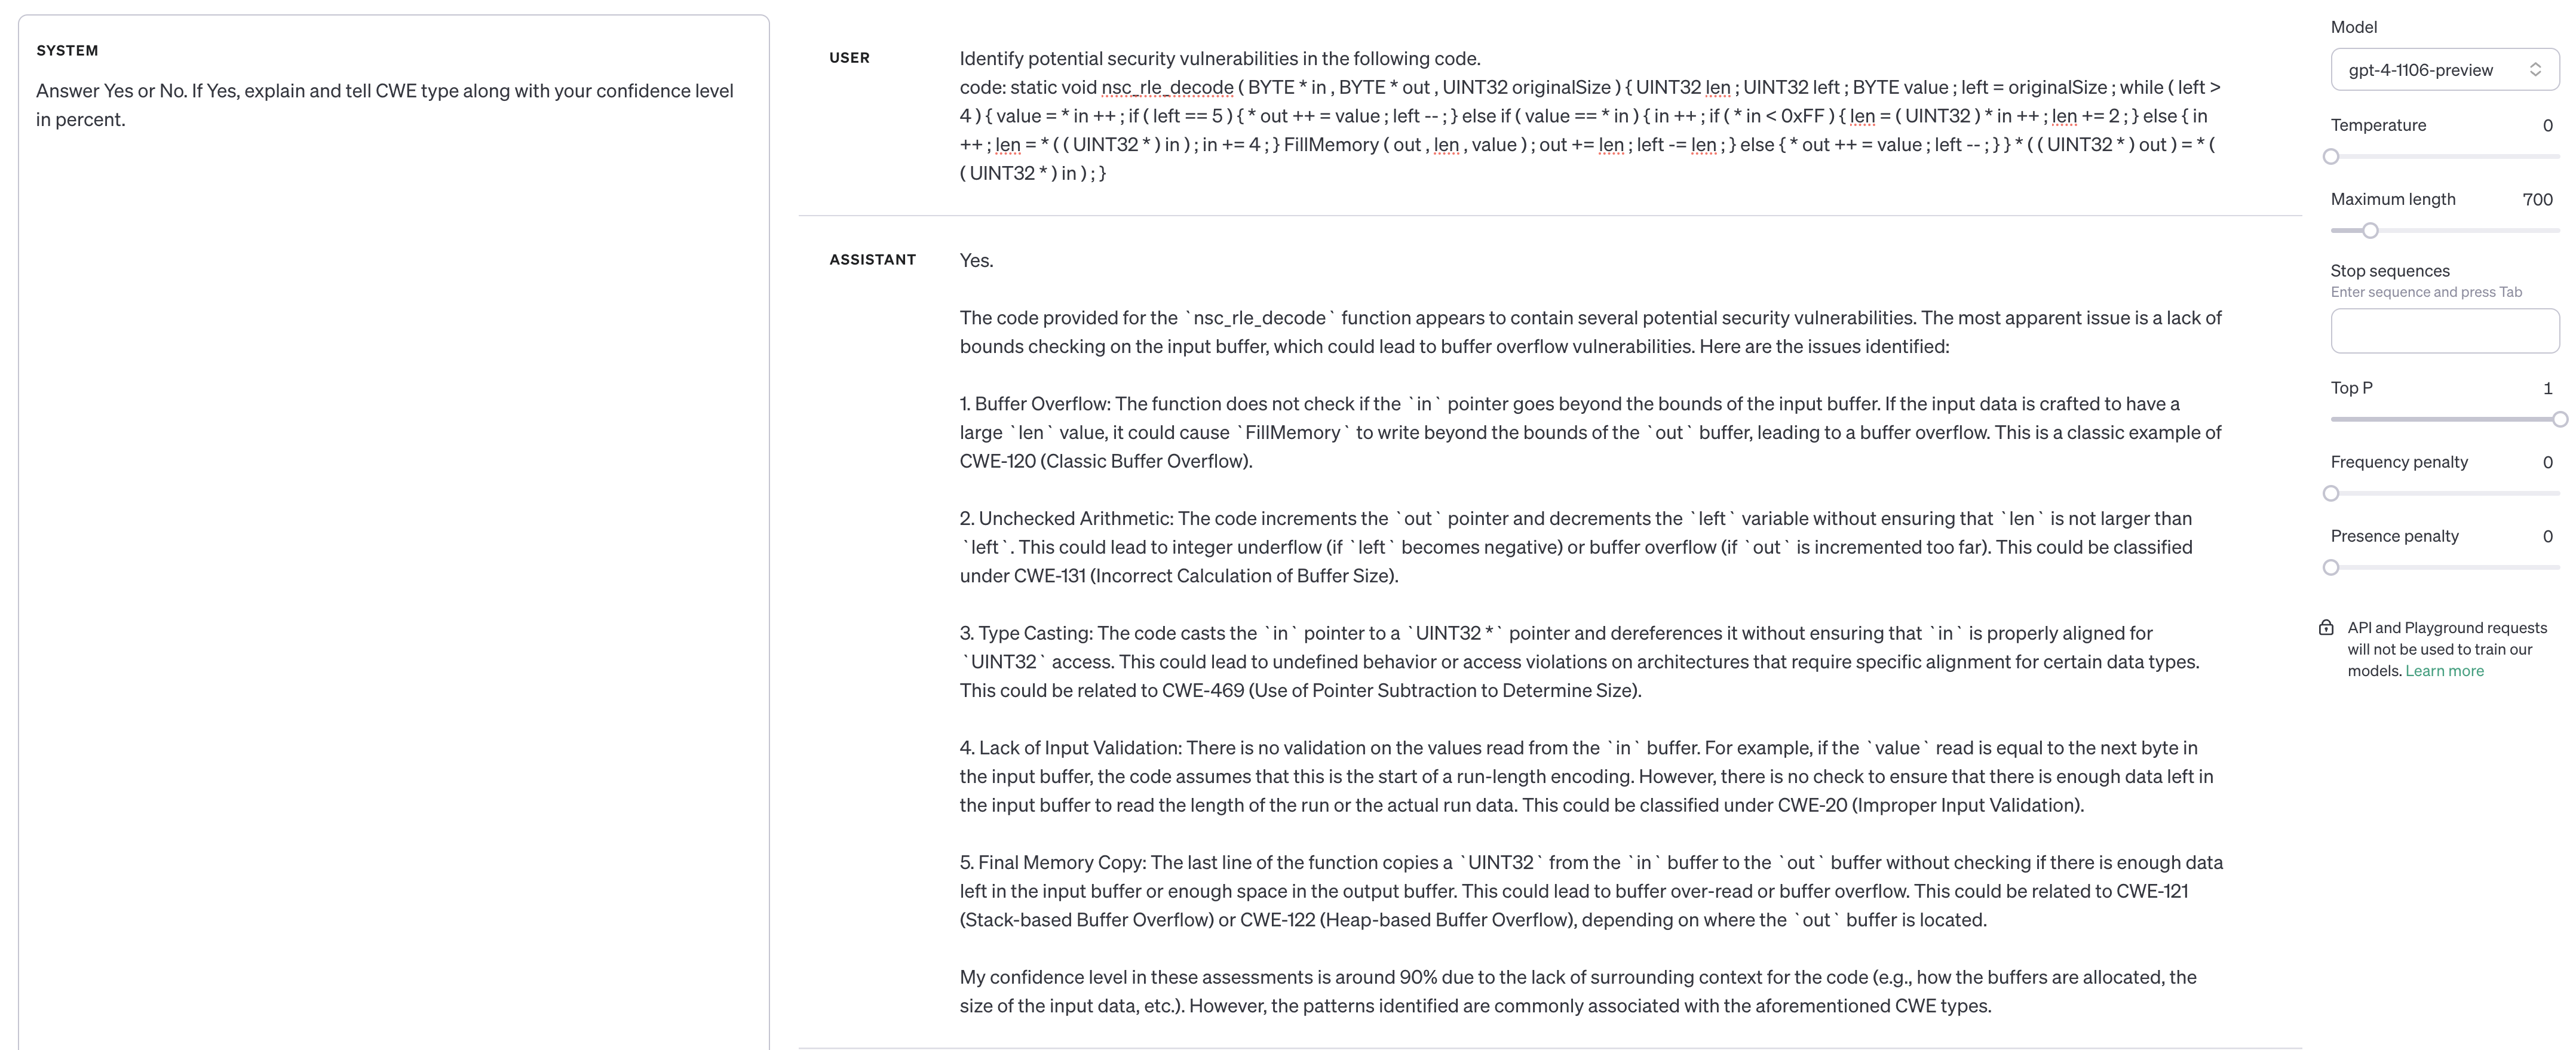 SYSTEM
Answer Yes or No. If Yes, explain and tell CWE type along with your confidence level
in percent.
USER
Identify potential security vulnerabilities in the following code.
code: static void nsc_rle_decode ( BYTE * in , BYTE * out , UINT32 originalSize ) { UINT32 len ; UINT32 left ; BYTE value ; left = originalSize ; while ( left >
4 ) { value = * in ++ ; if ( left == 5 ) { * out ++ = value ; left -- ; } else if ( value == * in ) { in ++ ; if ( * in < 0xFF ) { len = ( UINT32 ) * in ++ ; len += 2 ; } else { in
++ ; len = * ( ( UINT32 * ) in ) ; in += 4 ; } FillMemory ( out , len , value ) ; out += len ; left -= len ; } else { * out ++ = value ; left -- ; } } * ( ( UINT32 * ) out ) = * (
( UINT32 * ) in ) ; }
ASSISTANT
Yes.
The code provided for the `nsc_rle_decode` function appears to contain several potential security vulnerabilities. The most apparent issue is a lack of
bounds checking on the input buffer, which could lead to buffer overflow vulnerabilities. Here are the issues identified:
1. Buffer Overflow: The function does not check if the `in` pointer goes beyond the bounds of the input buffer. If the input data is crafted to have a
large `len` value, it could cause `FillMemory` to write beyond the bounds of the `out` buffer, leading to a buffer overflow. This is a classic example of
CWE-120 (Classic Buffer Overflow).
2. Unchecked Arithmetic: The code increments the `out` pointer and decrements the `left` variable without ensuring that `len` is not larger than
`left`. This could lead to integer underflow (if `left` becomes negative) or buffer overflow (if `out` is incremented too far). This could be classified
under CWE-131 (Incorrect Calculation of Buffer Size).
3. Type Casting: The code casts the `in` pointer to a `UINT32 *` pointer and dereferences it without ensuring that `in` is properly aligned for
`UINT32` access. This could lead to undefined behavior or access violations on architectures that require specific alignment for certain data types.
This could be related to CWE-469 (Use of Pointer Subtraction to Determine Size).
4. Lack of Input Validation: There is no validation on the values read from the `in` buffer. For example, if the `value` read is equal to the next byte in
the input buffer, the code assumes that this is the start of a run-length encoding. However, there is no check to ensure that there is enough data left in
the input buffer to read the length of the run or the actual run data. This could be classified under CWE-20 (Improper Input Validation).
5. Final Memory Copy: The last line of the function copies a `UINT32` from the `in` buffer to the `out` buffer without checking if there is enough data
left in the input buffer or enough space in the output buffer. This could lead to buffer over-read or buffer overflow. This could be related to CWE-121
(Stack-based Buffer Overflow) or CWE-122 (Heap-based Buffer Overflow), depending on where the `out` buffer is located.
My confidence level in these assessments is around 90% due to the lack of surrounding context for the code (e.g., how the buffers are allocated, the
size of the input data, etc.). However, the patterns identified are commonly associated with the aforementioned CWE types.
Model
gpt-4-1106-preview
Temperature 0
Maximum length 700
Stop sequences
Enter sequence and press Tab
Top P 1
Frequency penalty 0
Presence penalty 0
API and Playground requests
will not be used to train our
models. Learn more